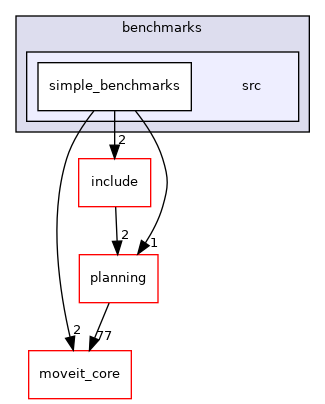 benchmarks
simple_benchmarks
src
2
include
2
1
planning
2
77
moveit_core